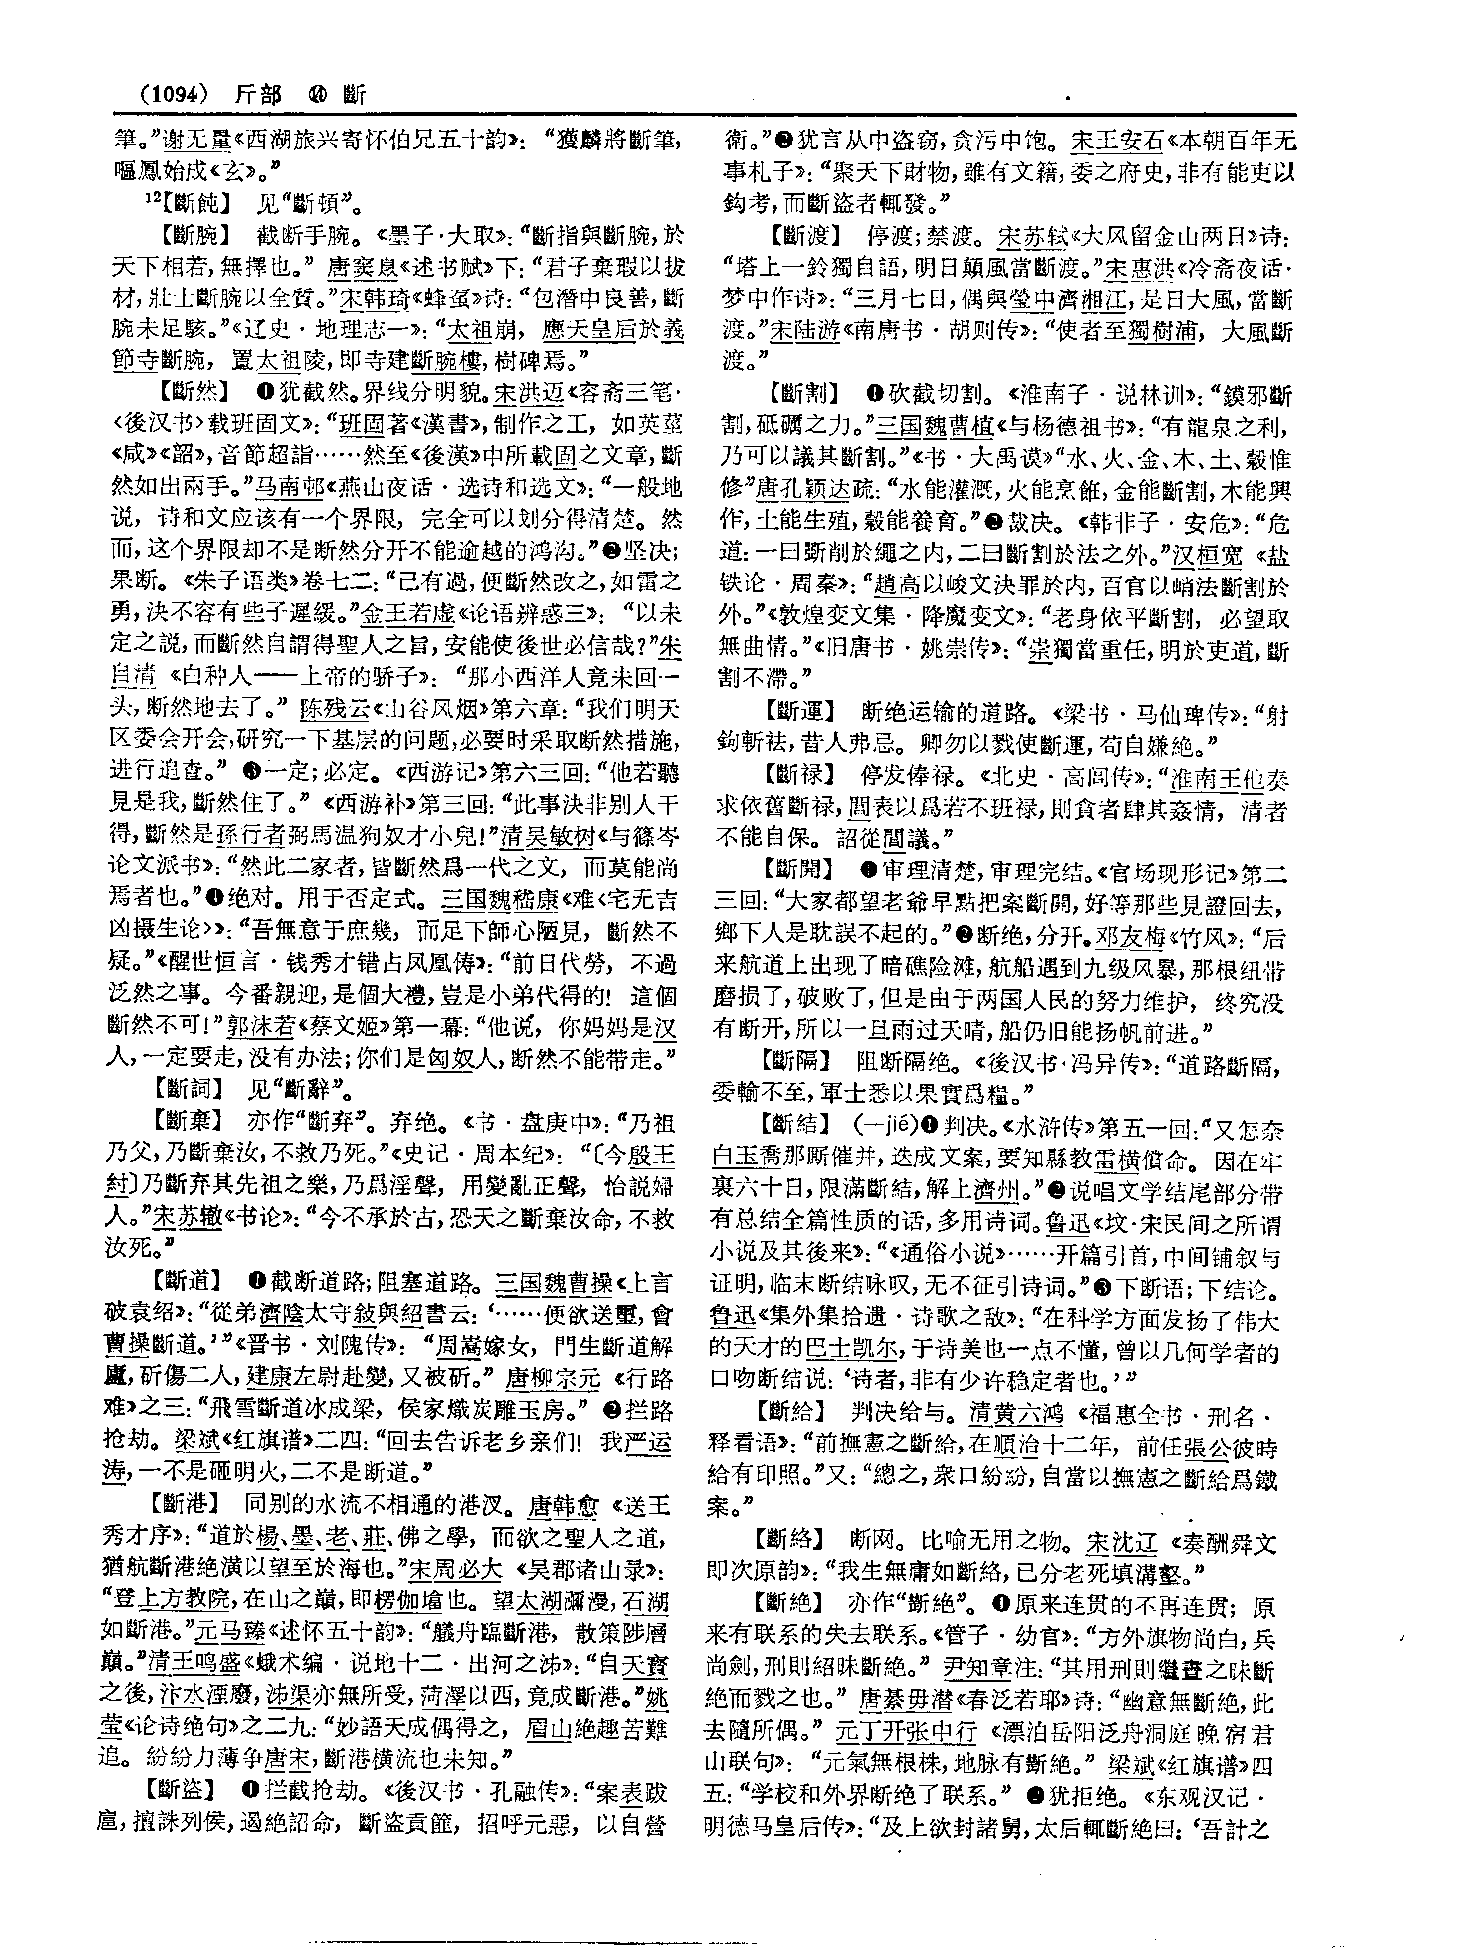 （1094） 斤部 ⑭ 斷
筆。”谢无量《西湖旅兴寄怀伯兄五十韵》：“獲麟將斷筆，
嘔鳳始成《玄》。”
12【斷飩】 见“斷頓”。
【斷腕】 截断手腕。《墨子·大取》：“斷指與斷腕，於
天下相若，無擇也。” 唐窦臮《述书赋》下：“君子棄瑕以拔
材，壯士斷腕以全質。”宋韩琦《蜂虿》诗：“包潛中良善，斷
腕未足駭。”《辽史·地理志一》：“太祖崩，應天皇后於義
節寺斷腕，置太祖陵，即寺建斷腕樓，樹碑焉。”
【斷然】 ❶犹截然。界线分明貌。宋洪迈《容斋三笔·
〈後汉书〉载班固文》：“班固著《漢書》，制作之工，如英莖
《咸》《韶》，音節超詣……然至《後漢》中所載固之文章，斷
然如出兩手。”马南邨《燕山夜话·选诗和选文》：“一般地
说，诗和文应该有一个界限，完全可以划分得清楚。然
而，这个界限却不是断然分开不能逾越的鸿沟。”❷坚决；
果断。《朱子语类》卷七二：“己有過，便斷然改之，如雷之
勇，決不容有些子遲緩。”金王若虚《论语辨惑三》：“以未
定之説，而斷然自謂得聖人之旨，安能使後世必信哉？”朱
自清《白种人——上帝的骄子》：“那小西洋人竟未回一
头，断然地去了。” 陈残云《山谷风烟》第六章：“我们明天
区委会开会，研究一下基层的问题，必要时采取断然措施，
进行追查。” ❸一定；必定。《西游记》第六三回：“他若聽
見是我，斷然住了。”《西游补》第三回：“此事決非别人干
得，斷然是孫行者弼馬温狗奴才小兒！”清吴敏树《与篠岑
论文派书》：“然此二家者，皆斷然爲一代之文，而莫能尚
焉者也。”❹绝对。用于否定式。三国魏嵇康《难〈宅无吉
凶摄生论〉》：“吾無意于庶幾，而足下師心陋見，斷然不
疑。”《醒世恒言·钱秀才错占凤凰俦》：“前日代勞，不過
泛然之事。今番親迎，是個大禮，豈是小弟代得的！這個
斷然不可！”郭沫若《蔡文姬》第一幕：“他说，你妈妈是汉
人，一定要走，没有办法；你们是匈奴人，断然不能带走。”
【斷詞】 见“斷辭”。
【斷棄】 亦作“斷弃”。弃绝。《书·盘庚中》：“乃祖
乃父，乃斷棄汝，不救乃死。”《史记·周本纪》：“〔今殷王
紂〕乃斷弃其先祖之樂，乃爲淫聲，用變亂正聲，怡説婦
人。”宋苏辙《书论》：“今不承於古，恐天之斷棄汝命，不救
汝死。”
【斷道】 ❶截断道路；阻塞道路。三国魏曹操《上言
破袁绍》：“從弟濟陰太守敍與紹書云：‘……便欲送璽，會
曹操斷道。’”《晋书·刘隗传》：“周嵩嫁女，門生斷道解
廬，斫傷二人，建康左尉赴變，又被斫。” 唐柳宗元《行路
难》之三：“飛雪斷道冰成梁，侯家熾炭雕玉房。” ❷拦路
抢劫。梁斌《红旗谱》二四：“回去告诉老乡亲们！我严运
涛，一不是砸明火，二不是断道。”
【斷港】 同别的水流不相通的港汊。唐韩愈《送王
秀才序》：“道於楊、墨、老、莊、佛之學，而欲之聖人之道，
猶航斷港絶潢以望至於海也。”宋周必大《吴郡诸山录》：
“登上方教院，在山之巔，即楞伽墖也。望太湖瀰漫，石湖
如斷港。”元马臻《述怀五十韵》：“艤舟臨斷港，散策陟層
巔。”清王鸣盛《蛾术编·说地十二·出河之泲》：“自天寶
之後，汴水湮廢，泲渠亦無所受，菏澤以西，竟成斷港。”姚
莹《论诗绝句》之二九：“妙語天成偶得之，眉山絶趣苦難
追。紛紛力薄争唐宋，斷港横流也未知。”
【斷盜】 ❶拦截抢劫。《後汉书·孔融传》：“案表跋
扈，擅誅列侯，遏絶詔命，斷盜貢篚，招呼元惡，以自營
衛。”❷犹言从中盗窃，贪污中饱。宋王安石《本朝百年无
事札子》：“聚天下財物，雖有文籍，委之府史，非有能吏以
鈎考，而斷盜者輒發。”
【斷渡】 停渡；禁渡。宋苏轼《大风留金山两日》诗：
“塔上一鈴獨自語，明日顛風當斷渡。”宋惠洪《冷斋夜话·
梦中作诗》：“三月七日，偶與瑩中濟湘江，是日大風，當斷
渡。”宋陆游《南唐书·胡则传》：“使者至獨樹浦，大風斷
渡。”
【斷割】 ❶砍截切割。《淮南子·说林训》：“鏌邪斷
割，砥礪之力。”三国魏曹植《与杨德祖书》：“有龍泉之利，
乃可以議其斷割。”《书·大禹谟》“水、火、金、木、土、穀惟
修”唐孔颖达疏：“水能灌溉，火能烹飪，金能斷割，木能興
作，土能生殖，穀能養育。”❷裁决。《韩非子·安危》：“危
道：一曰斲削於繩之内，二曰斷割於法之外。”汉桓宽《盐
铁论·周秦》：“趙高以峻文決罪於内，百官以峭法斷割於
外。”《敦煌变文集·降魔变文》：“老身依平斷割，必望取
無曲情。”《旧唐书·姚崇传》：“崇獨當重任，明於吏道，斷
割不滯。”
【斷運】 断绝运输的道路。《梁书·马仙琕传》：“射
鉤斬祛，昔人弗忌。卿勿以戮使斷運，苟自嫌絶。”
【斷禄】 停发俸禄。《北史·高闾传》：“淮南王他奏
求依舊斷禄，閭表以爲若不班禄，則貪者肆其姦情，清者
不能自保。詔從閭議。”
【斷開】 ❶审理清楚，审理完结。《官场现形记》第二
三回：“大家都望老爺早點把案斷開，好等那些見證回去，
鄉下人是耽誤不起的。”❷断绝，分开。邓友梅《竹风》：“后
来航道上出现了暗礁险滩，航船遇到九级风暴，那根纽带
磨损了，破败了，但是由于两国人民的努力维护，终究没
有断开，所以一旦雨过天晴，船仍旧能扬帆前进。”
【斷隔】 阻断隔绝。《後汉书·冯异传》：“道路斷隔，
委輸不至，軍士悉以果實爲糧。”
【斷結】 （—jié）❶判决。《水浒传》第五一回：“又怎奈
白玉喬那厮催并，迭成文案，要知縣教雷横償命。因在牢
裏六十日，限滿斷結，解上濟州。”❷说唱文学结尾部分带
有总结全篇性质的话，多用诗词。鲁迅《坟·宋民间之所谓
小说及其後来》：“《通俗小说》……开篇引首，中间铺叙与
证明，临末断结咏叹，无不征引诗词。”❸下断语；下结论。
鲁迅《集外集拾遗·诗歌之敌》：“在科学方面发扬了伟大
的天才的巴士凯尔，于诗美也一点不懂，曾以几何学者的
口吻断结说：‘诗者，非有少许稳定者也。’”
【斷給】 判决给与。清黄六鸿《福惠全书·刑名·
释看语》：“前撫憲之斷給，在順治十二年，前任張公彼時
給有印照。”又：“總之，衆口紛紛，自當以撫憲之斷給爲鐵
案。”
【斷絡】 断网。比喻无用之物。宋沈辽《奏酬舜文
即次原韵》：“我生無庸如斷絡，已分老死填溝壑。”
【斷絶】 亦作“㫁絶”。❶原来连贯的不再连贯；原
来有联系的失去联系。《管子·幼官》：“方外旗物尚白，兵
尚劍，刑則紹昧斷絶。” 尹知章注：“其用刑則繼晝之昧斷
絶而戮之也。” 唐綦毋潜《春泛若耶》诗：“幽意無斷絶，此
去隨所偶。” 元丁开张中行《漂泊岳阳泛舟洞庭晚宿君
山联句》：“元氣無根株，地脉有㫁絶。” 梁斌《红旗谱》四
五：“学校和外界断绝了联系。” ❷犹拒绝。《东观汉记·
明德马皇后传》：“及上欲封諸舅，太后輒斷絶曰：‘吾計之